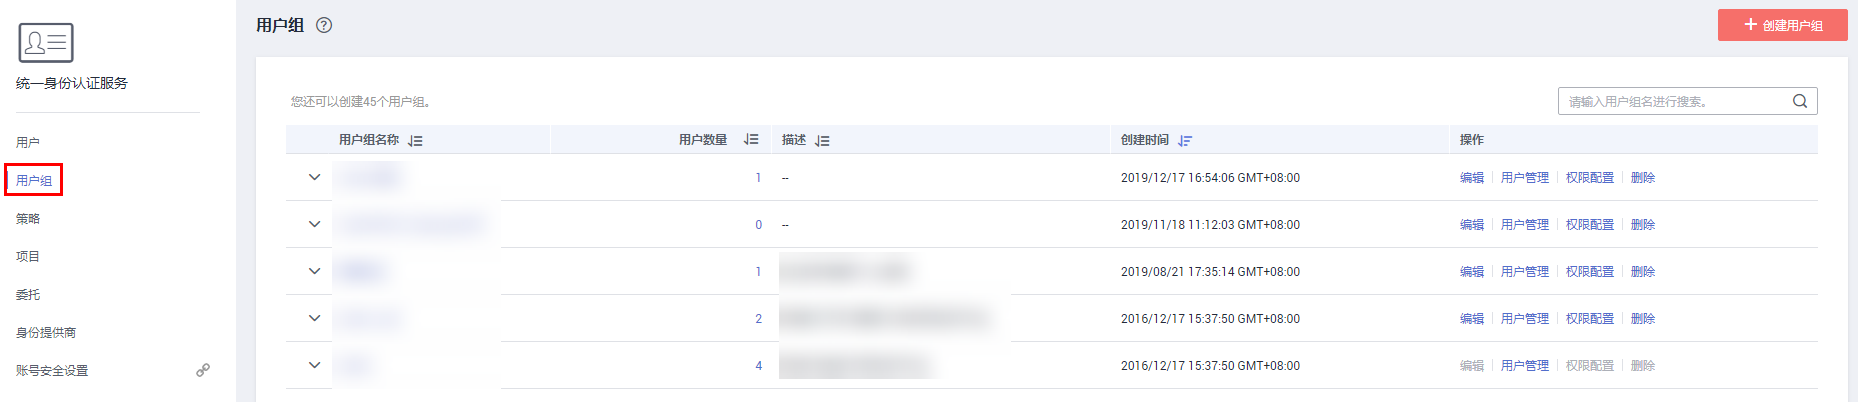 统一身份认证服务
用户
用户组
策略
项目
委托
身份提供商
账号安全设置
用户组 ?
+ 创建用户组
您还可以创建45个用户组。
请输入用户组名进行搜索。
用户组名称 用户数量 描述 创建时间 操作
1 -- 2019/12/17 16:54:06 GMT+08:00 编辑 用户管理 权限配置 删除
0 -- 2019/11/18 11:12:03 GMT+08:00 编辑 用户管理 权限配置 删除
1 2019/08/21 17:35:14 GMT+08:00 编辑 用户管理 权限配置 删除
2 2016/12/17 15:37:50 GMT+08:00 编辑 用户管理 权限配置 删除
4 2016/12/17 15:37:50 GMT+08:00 编辑 用户管理 权限配置 删除